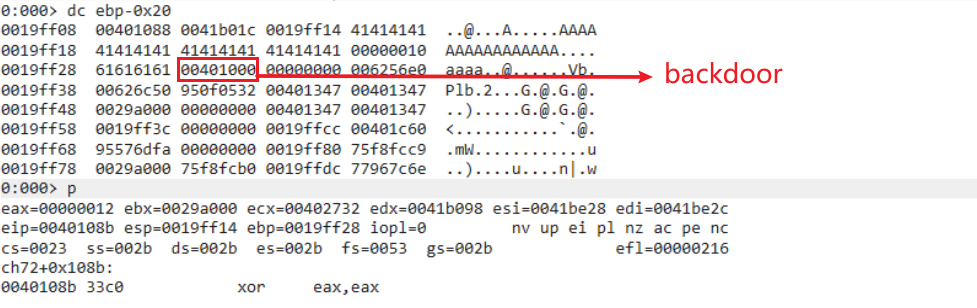 0:000> dc ebp-0x20
0019ff08  00401088 0041b01c 0019ff14 41414141  ..@...A.....AAAA
0019ff18  41414141 41414141 41414141 00000010  AAAAAAAAAAAA....
0019ff28  61616161 00401000 00000000 006256e0  aaaa..@......Vb.
0019ff38  00626c50 950f0532 00401347 00401347  Plb.2...G.@.G.@.
0019ff48  0029a000 00000000 00401347 00401347  ..).....G.@.G.@.
0019ff58  0019ff3c 00000000 0019ffcc 00401c60  <...........`.@.
0019ff68  95576dfa 00000000 0019ff80 75f8fcc9  .mW............u
0019ff78  0029a000 75f8fcb0 0019ffdc 77967c6e  ..)....u....n|.w
backdoor
0:000> p
eax=00000012 ebx=0029a000 ecx=00402732 edx=0041b098 esi=0041be28 edi=0041be2c
eip=0040108b esp=0019ff14 ebp=0019ff28 iopl=0         nv up ei pl nz ac pe nc
cs=0023  ss=002b  ds=002b  es=002b  fs=0053  gs=002b             efl=00000216
ch72+0x108b:
0040108b 33c0            xor     eax,eax